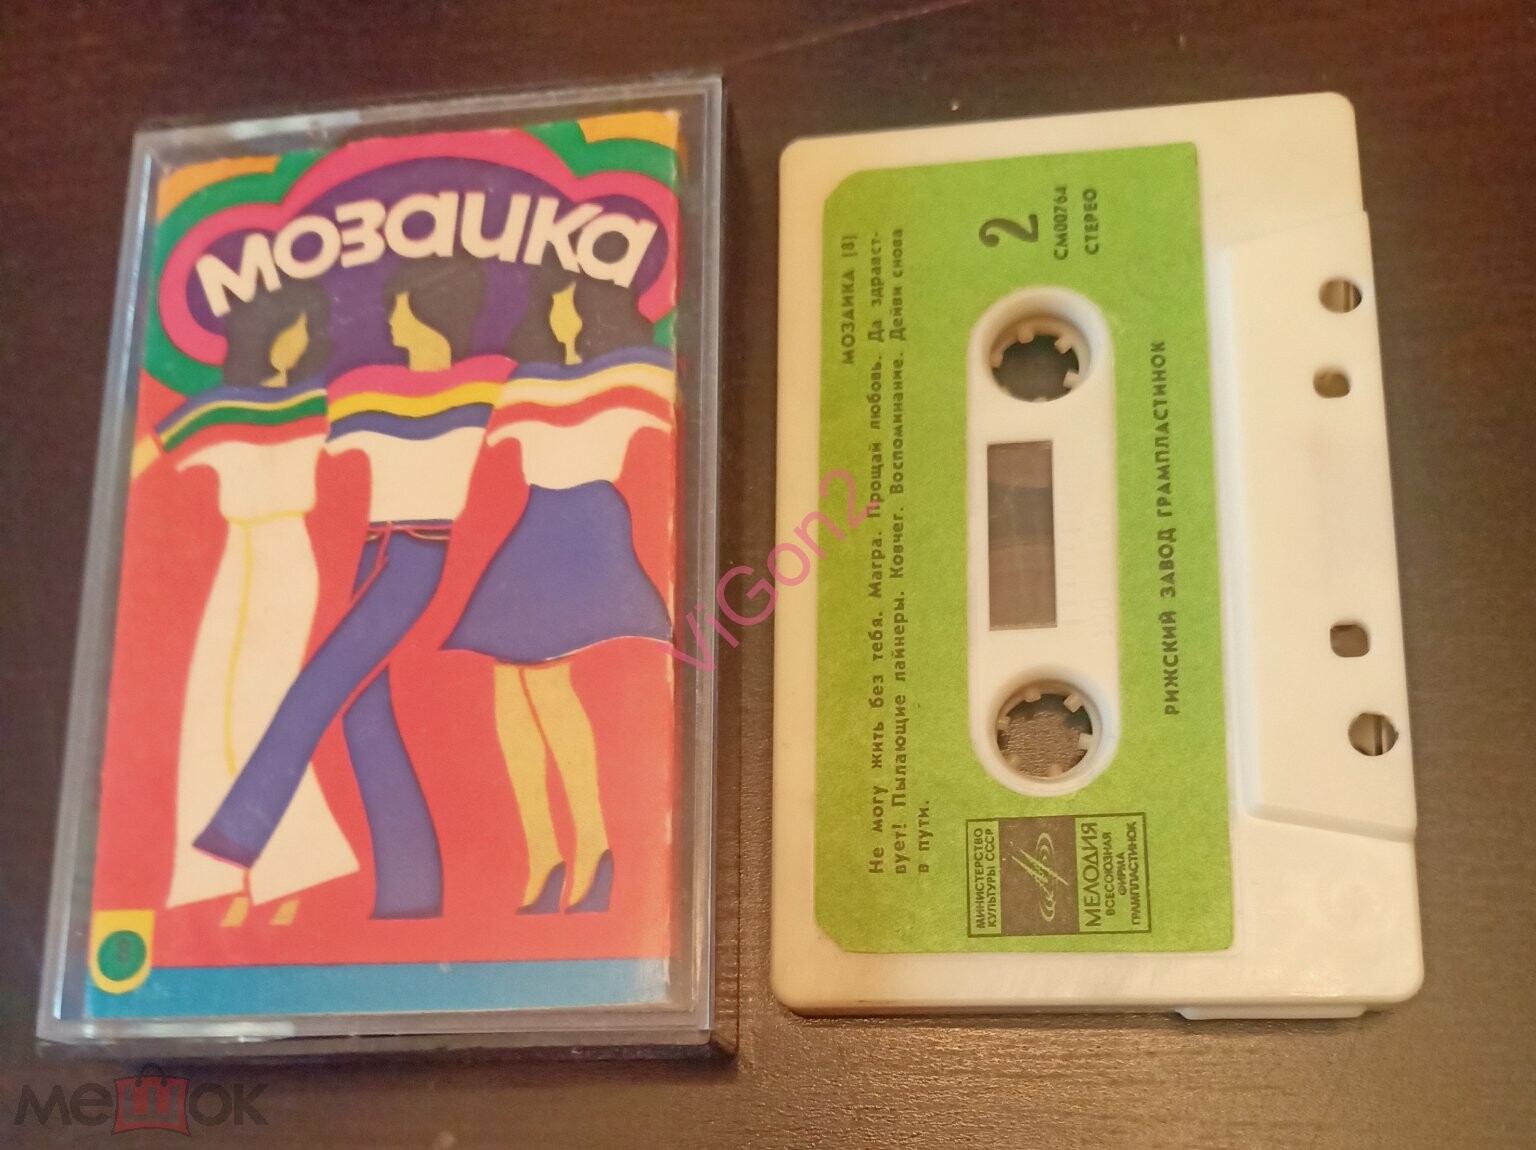 мозаика
8
МОЗАИКА (8)
Не могу жить без тебя. Магра. Прощай любовь. Да здравст-
вует! Пылающие лайнеры. Ковчег. Воспоминание. Дейви снова
в пути.
2
СМ00764
СТЕРЕО
РИЖСКИЙ ЗАВОД ГРАМПЛАСТИНОК
МИНИСТЕРСТВО
КУЛЬТУРЫ СССР
МЕЛОДИЯ
ВСЕСОЮЗНАЯ
ФИРМА
ГРАМПЛАСТИНОК
ViGon2
мешок